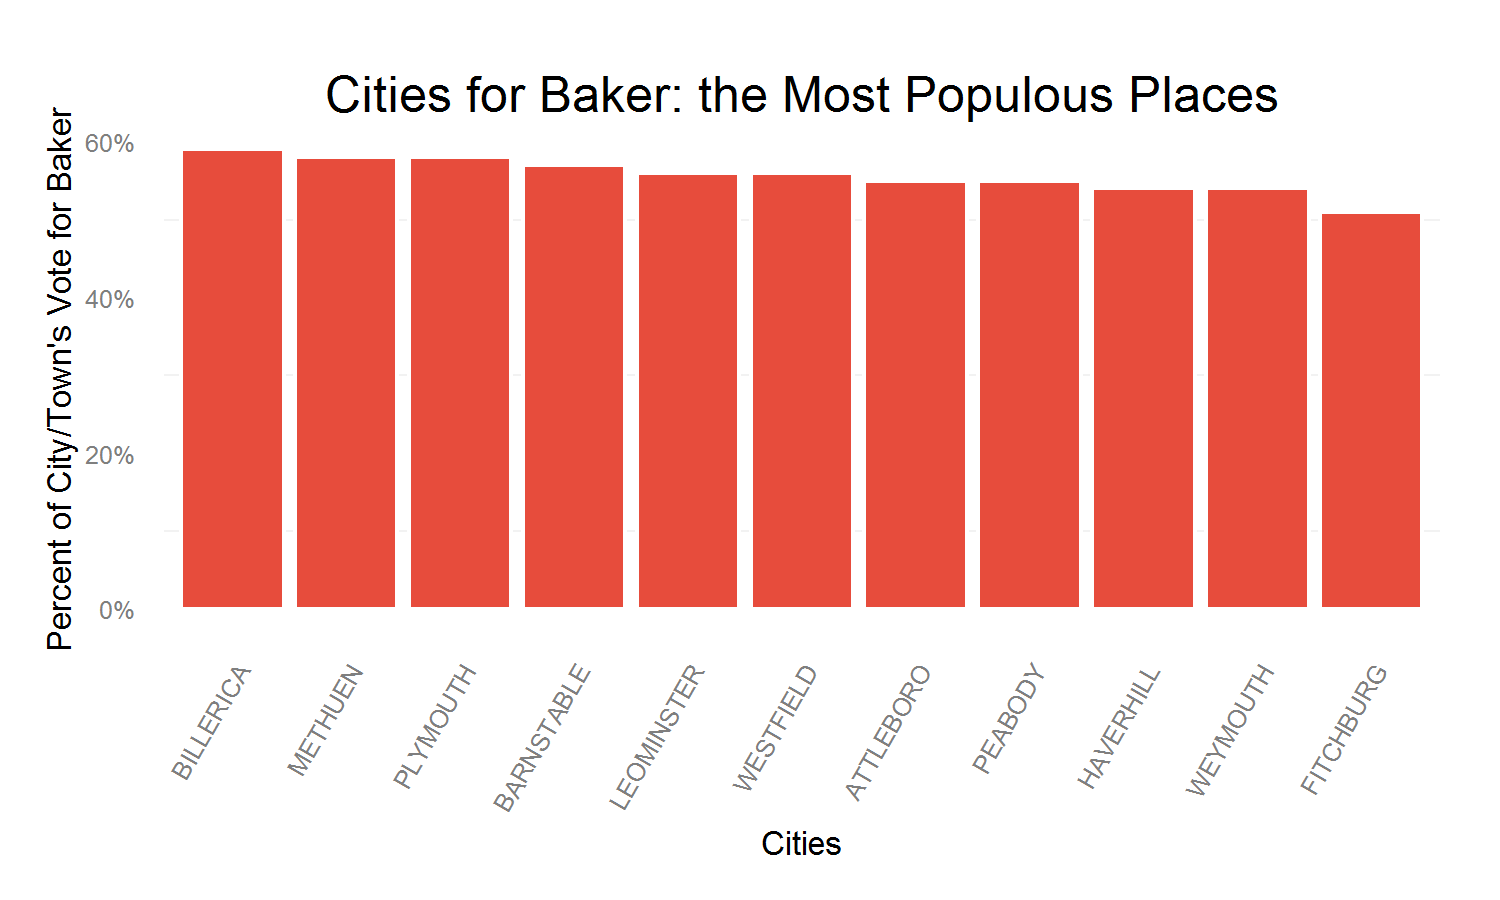 Cities for Baker: the Most Populous Places
Percent of City/Town's Vote for Baker
60%
40%
20%
0%
BILLERICA
METHUEN
PLYMOUTH
BARNSTABLE
LEOMINSTER
WESTFIELD
ATTLEBORO
PEABODY
HAVERHILL
WEYMOUTH
FITCHBURG
Cities